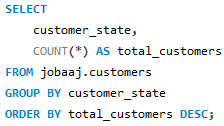 SELECT
customer_state,
COUNT(*) AS total_customers
FROM jobaaj.customers
GROUP BY customer_state
ORDER BY total_customers DESC;